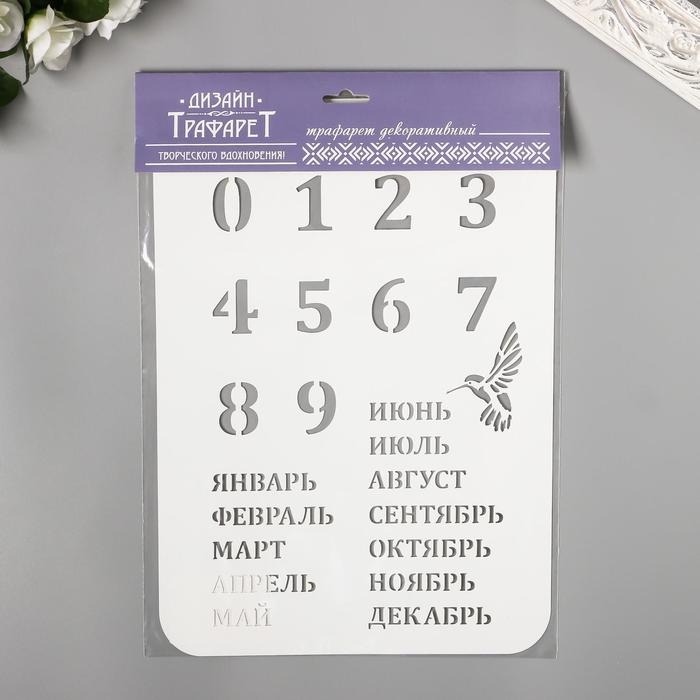 ДИЗАЙН
ТРАФАРЕТ
ТВОРЧЕСКОГО ВДОХНОВЕНИЯ!
трафарет декоративный
0 1 2 3
4 5 6 7
8 9
ЯНВАРЬ
ФЕВРАЛЬ
МАРТ
АПРЕЛЬ
МАЙ
ИЮНЬ
ИЮЛЬ
АВГУСТ
СЕНТЯБРЬ
ОКТЯБРЬ
НОЯБРЬ
ДЕКАБРЬ